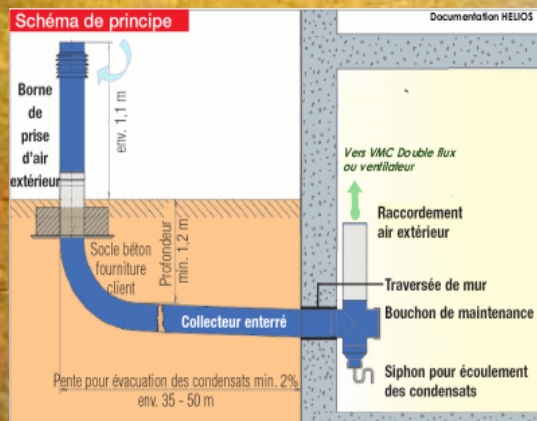 Schéma de principe
Documentation HELIOS
Borne
de
prise
d'air
extérieur
env. 1,1 m
Vers VMC Double flux
ou ventilateur
Raccordement
air extérieur
Socle béton
fourniture
client
Profondeur
min. 1,2 m
Traversée de mur
Collecteur enterré
Bouchon de maintenance
Pente pour évacuation des condensats min. 2%
env. 35 - 50 m
Siphon pour écoulement
des condensats